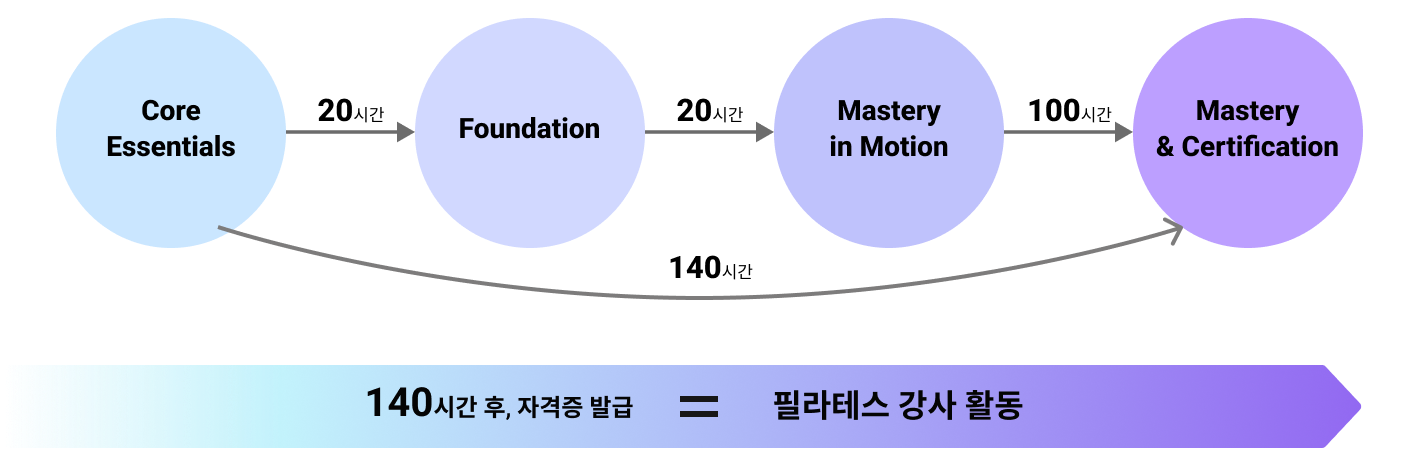 Core
Essentials
20시간
Foundation
20시간
Mastery
in Motion
100시간
Mastery
& Certification
140시간
140시간 후, 자격증 발급 = 필라테스 강사 활동